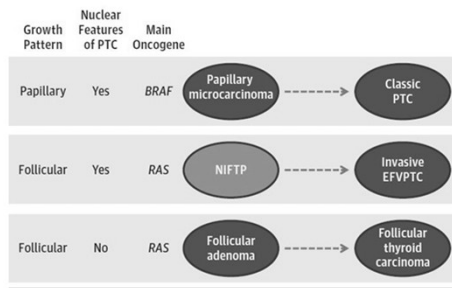 Growth Pattern
Nuclear Features of PTC
Main Oncogene
Papillary
Yes
BRAF
Papillary microcarcinoma
Classic PTC
Follicular
Yes
RAS
NIFTP
Invasive EFVPTC
Follicular
No
RAS
Follicular adenoma
Follicular thyroid carcinoma